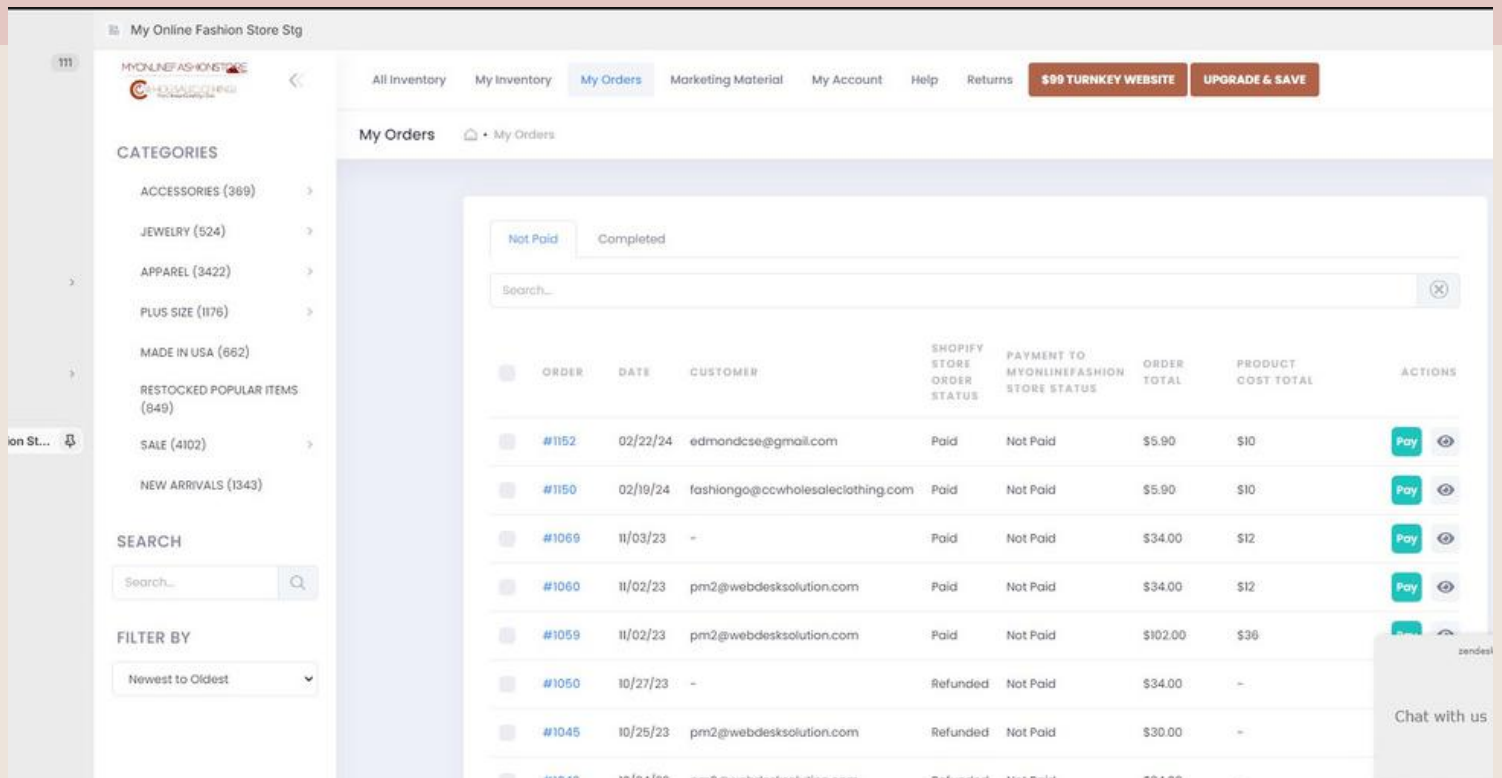 My Online Fashion Store Stg
111
MYONLINEFASHIONSTORE
All Inventory My Inventory My Orders Marketing Material My Account Help Returns $99 TURNKEY WEBSITE UPGRADE & SAVE
My Orders • My Orders
CATEGORIES
ACCESSORIES (369)
JEWELRY (524)
APPAREL (3422)
PLUS SIZE (1176)
MADE IN USA (662)
RESTOCKED POPULAR ITEMS
(849)
SALE (4102)
NEW ARRIVALS (1343)
SEARCH
Search...
FILTER BY
Newest to Oldest
ion St...
Not Paid Completed
Search...
ORDER DATE CUSTOMER SHOPIFY STORE ORDER STATUS PAYMENT TO MYONLINEFASHION STORE STATUS ORDER TOTAL PRODUCT COST TOTAL ACTIONS
#1152 02/22/24 edmondcse@gmail.com Paid Not Paid $5.90 $10 Pay
#1150 02/19/24 fashiongo@ccwholesaleclothing.com Paid Not Paid $5.90 $10 Pay
#1069 11/03/23 - Paid Not Paid $34.00 $12 Pay
#1060 11/02/23 pm2@webdesksolution.com Paid Not Paid $34.00 $12 Pay
#1059 11/02/23 pm2@webdesksolution.com Paid Not Paid $102.00 $36
#1050 10/27/23 - Refunded Not Paid $34.00 -
#1045 10/25/23 pm2@webdesksolution.com Refunded Not Paid $30.00 -
zendesk
Chat with us